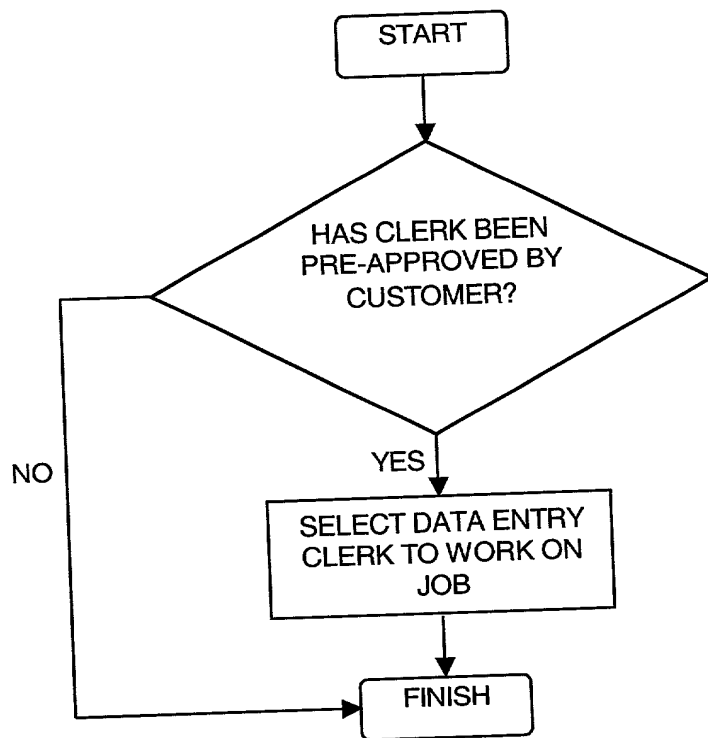 START
HAS CLERK BEEN
PRE-APPROVED BY
CUSTOMER?
NO
YES
SELECT DATA ENTRY
CLERK TO WORK ON
JOB
FINISH